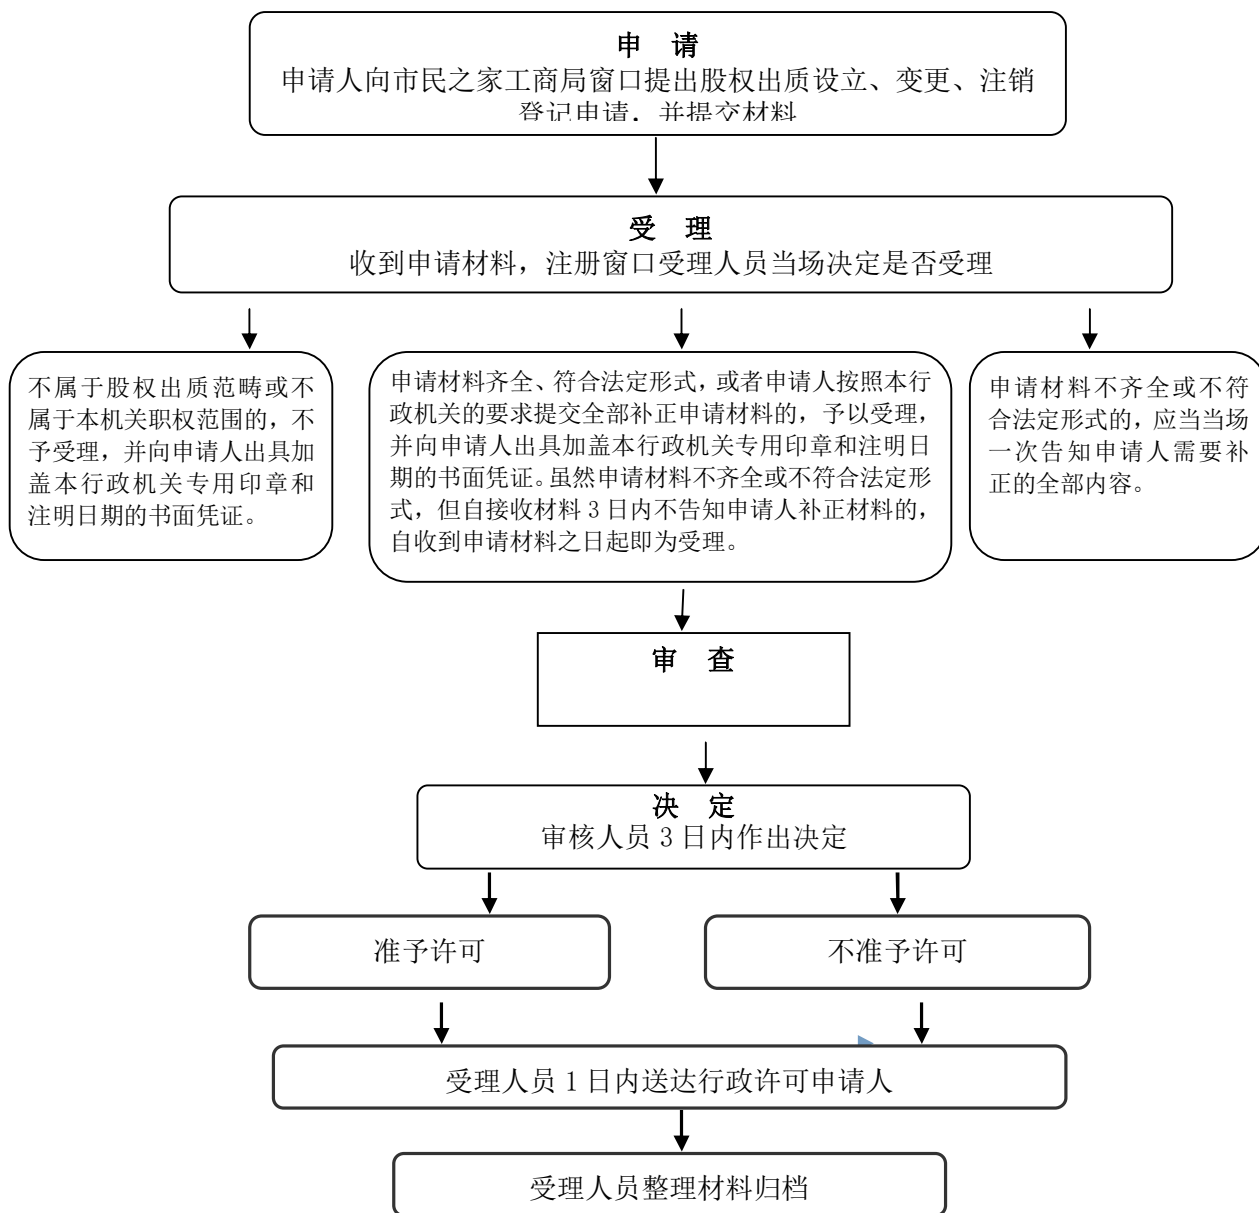 申 请
申请人向市民之家工商局窗口提出股权出质设立、变更、注销
登记申请，并提交材料
受 理
收到申请材料，注册窗口受理人员当场决定是否受理
不属于股权出质范畴或不
属于本机关职权范围的，不
予受理，并向申请人出具加
盖本行政机关专用印章和
注明日期的书面凭证。
申请材料齐全、符合法定形式，或者申请人按照本行
政机关的要求提交全部补正申请材料的，予以受理，
并向申请人出具加盖本行政机关专用印章和注明日
期的书面凭证。虽然申请材料不齐全或不符合法定形
式，但自接收材料 3 日内不告知申请人补正材料的，
自收到申请材料之日起即为受理。
申请材料不齐全或不符
合法定形式的，应当当场
一次告知申请人需要补
正的全部内容。
审 查
决 定
审核人员 3 日内作出决定
准予许可
不准予许可
受理人员 1 日内送达行政许可申请人
受理人员整理材料归档